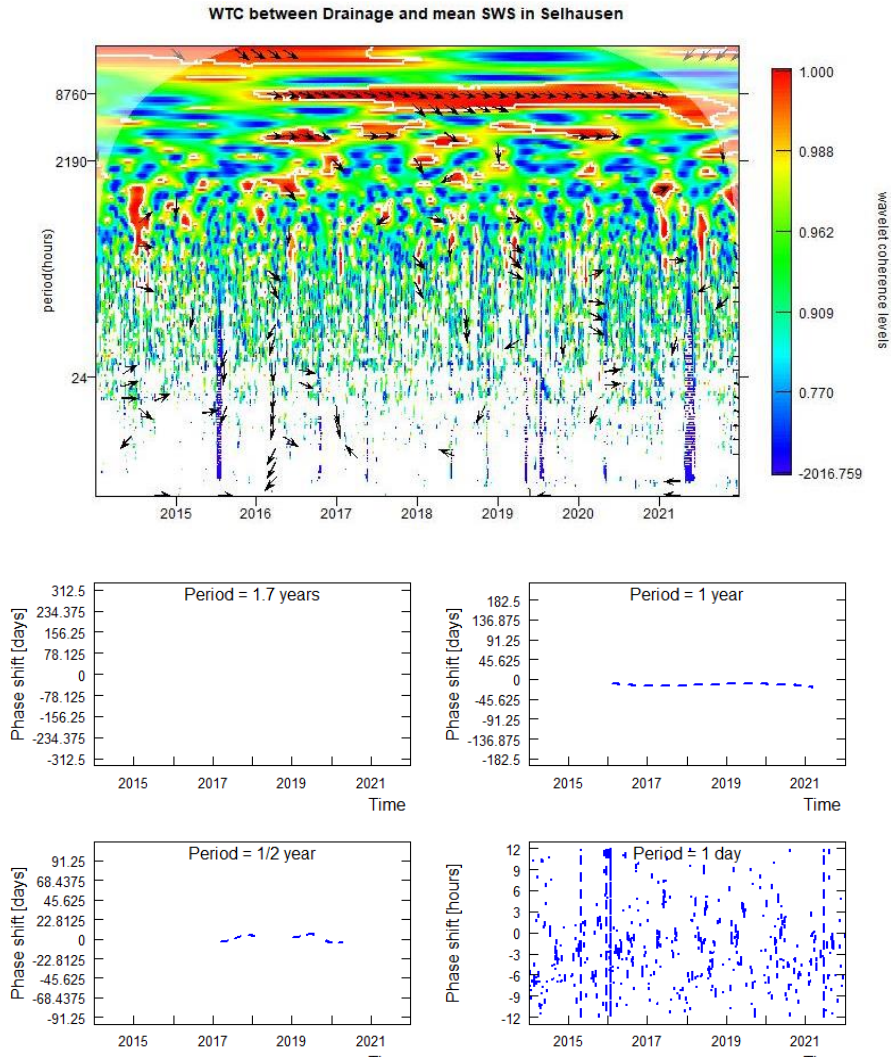 WTC between Drainage and mean SWS in Selhausen
8760
2190
24
period(hours)
2015 2016 2017 2018 2019 2020 2021
1.000
0.988
0.962
0.909
0.770
-2016.759
wavelet coherence levels
Period = 1.7 years
Phase shift [days]
312.5
234.375
156.25
78.125
0
-78.125
-156.25
-234.375
-312.5
2015 2017 2019 2021
Time
Period = 1 year
Phase shift [days]
182.5
136.875
91.25
45.625
0
-45.625
-91.25
-136.875
-182.5
2015 2017 2019 2021
Time
Period = 1/2 year
Phase shift [days]
91.25
68.4375
45.625
22.8125
0
-22.8125
-45.625
-68.4375
-91.25
2015 2017 2019 2021
Period = 1 day
Phase shift [hours]
12
9
6
3
0
-3
-6
-9
-12
2015 2017 2019 2021